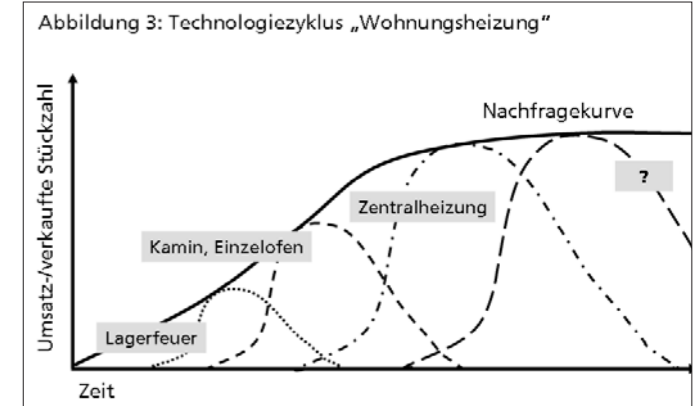 Abbildung 3: Technologiezyklus „Wohnungsheizung“
Umsatz-/verkaufte Stückzahl
Nachfragekurve
?
Zentralheizung
Kamin, Einzelofen
Lagerfeuer
Zeit